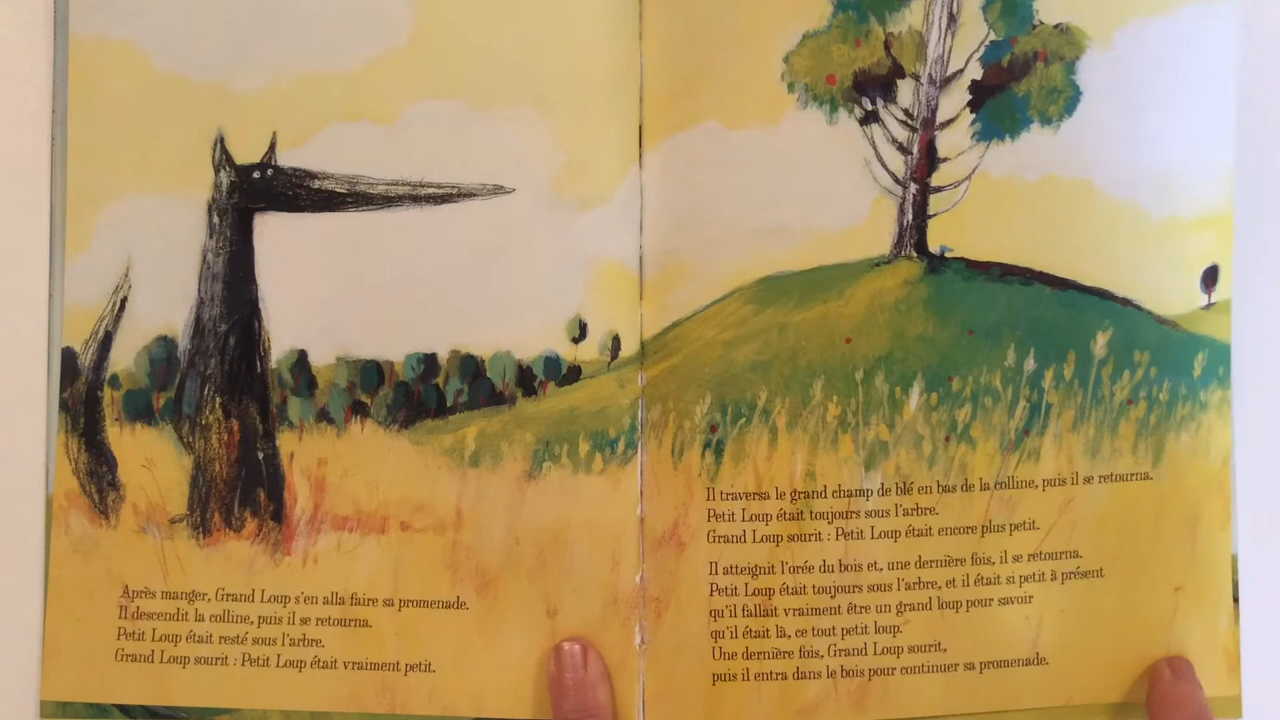 Après manger, Grand Loup s'en alla faire sa promenade.
Il descendit la colline, puis il se retourna.
Petit Loup était resté sous l'arbre.
Grand Loup sourit : Petit Loup était vraiment petit.
Il traversa le grand champ de blé en bas de la colline, puis il se retourna.
Petit Loup était toujours sous l'arbre.
Grand Loup sourit : Petit Loup était encore plus petit.
Il atteignit l'orée du bois et, une dernière fois, il se retourna.
Petit Loup était toujours sous l'arbre, et il était si petit à présent
qu'il fallait vraiment être un grand loup pour savoir
qu'il était là, ce tout petit loup.
Une dernière fois, Grand Loup sourit,
puis il entra dans le bois pour continuer sa promenade.